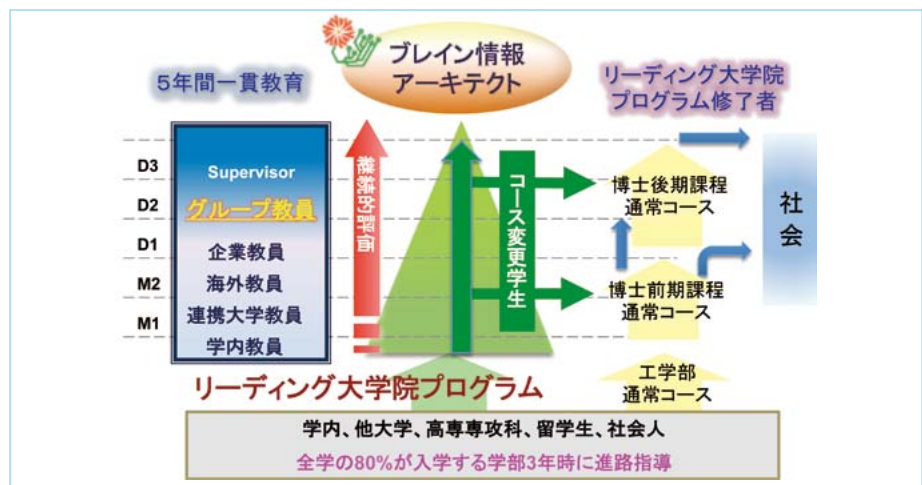 ブレイン情報
アーキテクト
5年間一貫教育
リーディング大学院
プログラム修了者
D3
D2
D1
M2
M1
Supervisor
グループ教員
企業教員
海外教員
連携大学教員
学内教員
継続的評価
コース変更学生
博士後期課程
通常コース
博士前期課程
通常コース
社会
リーディング大学院プログラム
工学部
通常コース
学内、他大学、高専専攻科、留学生、社会人
全学の80%が入学する学部3年時に進路指導